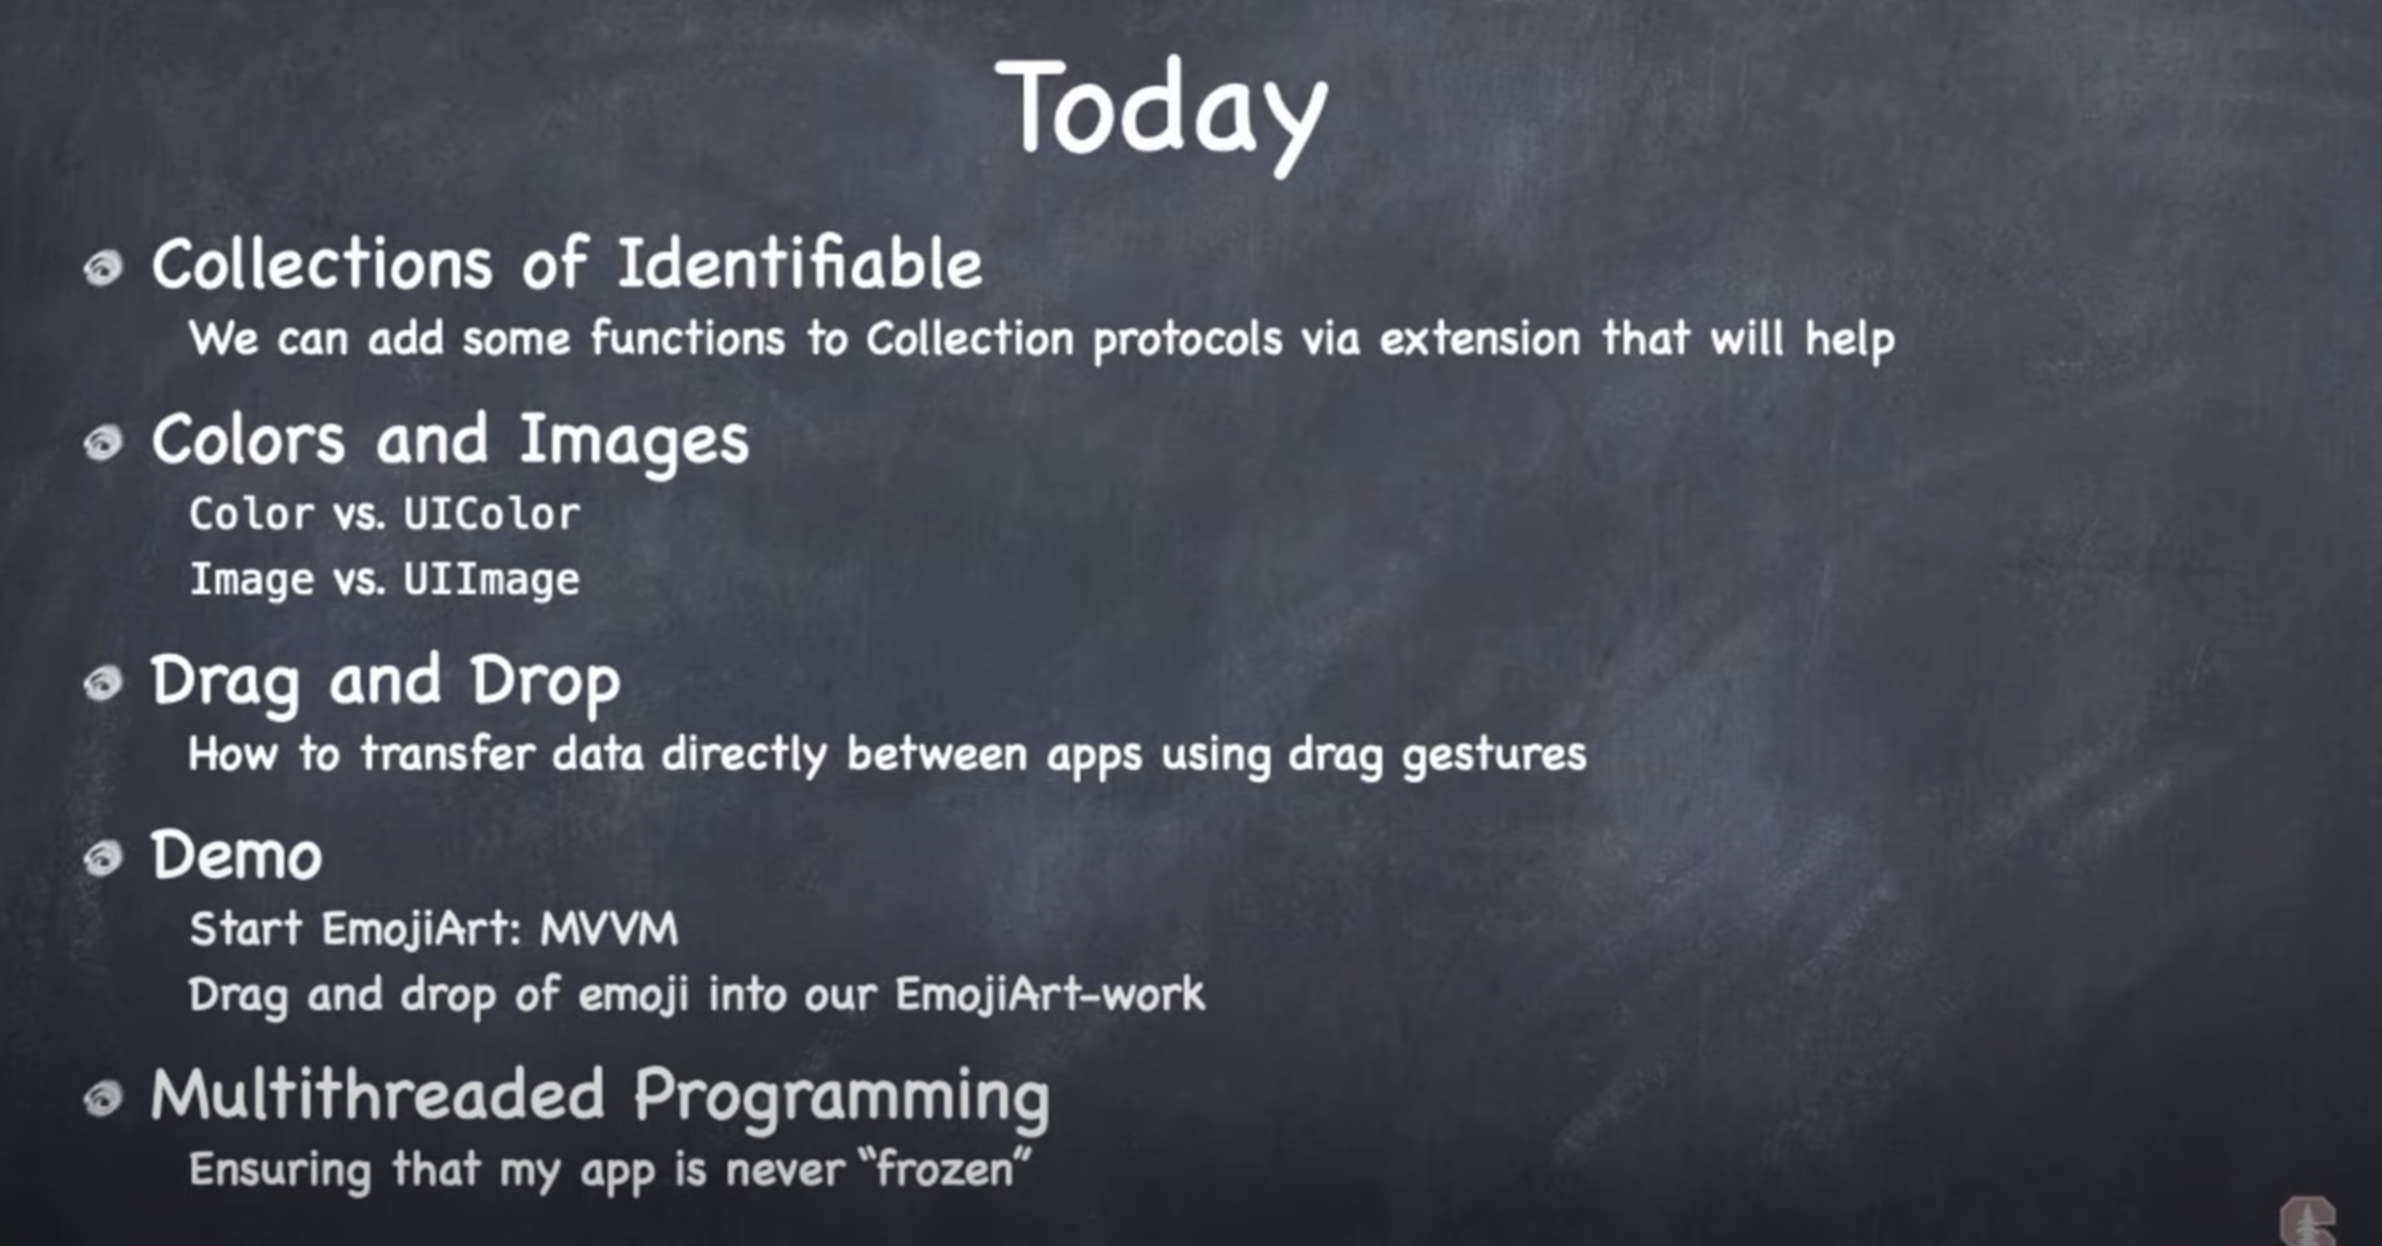 Today
Collections of Identifiable
We can add some functions to Collection protocols via extension that will help
Colors and Images
Color vs. UIColor
Image vs. UIImage
Drag and Drop
How to transfer data directly between apps using drag gestures
Demo
Start EmojiArt: MVVM
Drag and drop of emoji into our EmojiArt-work
Multithreaded Programming
Ensuring that my app is never “frozen”